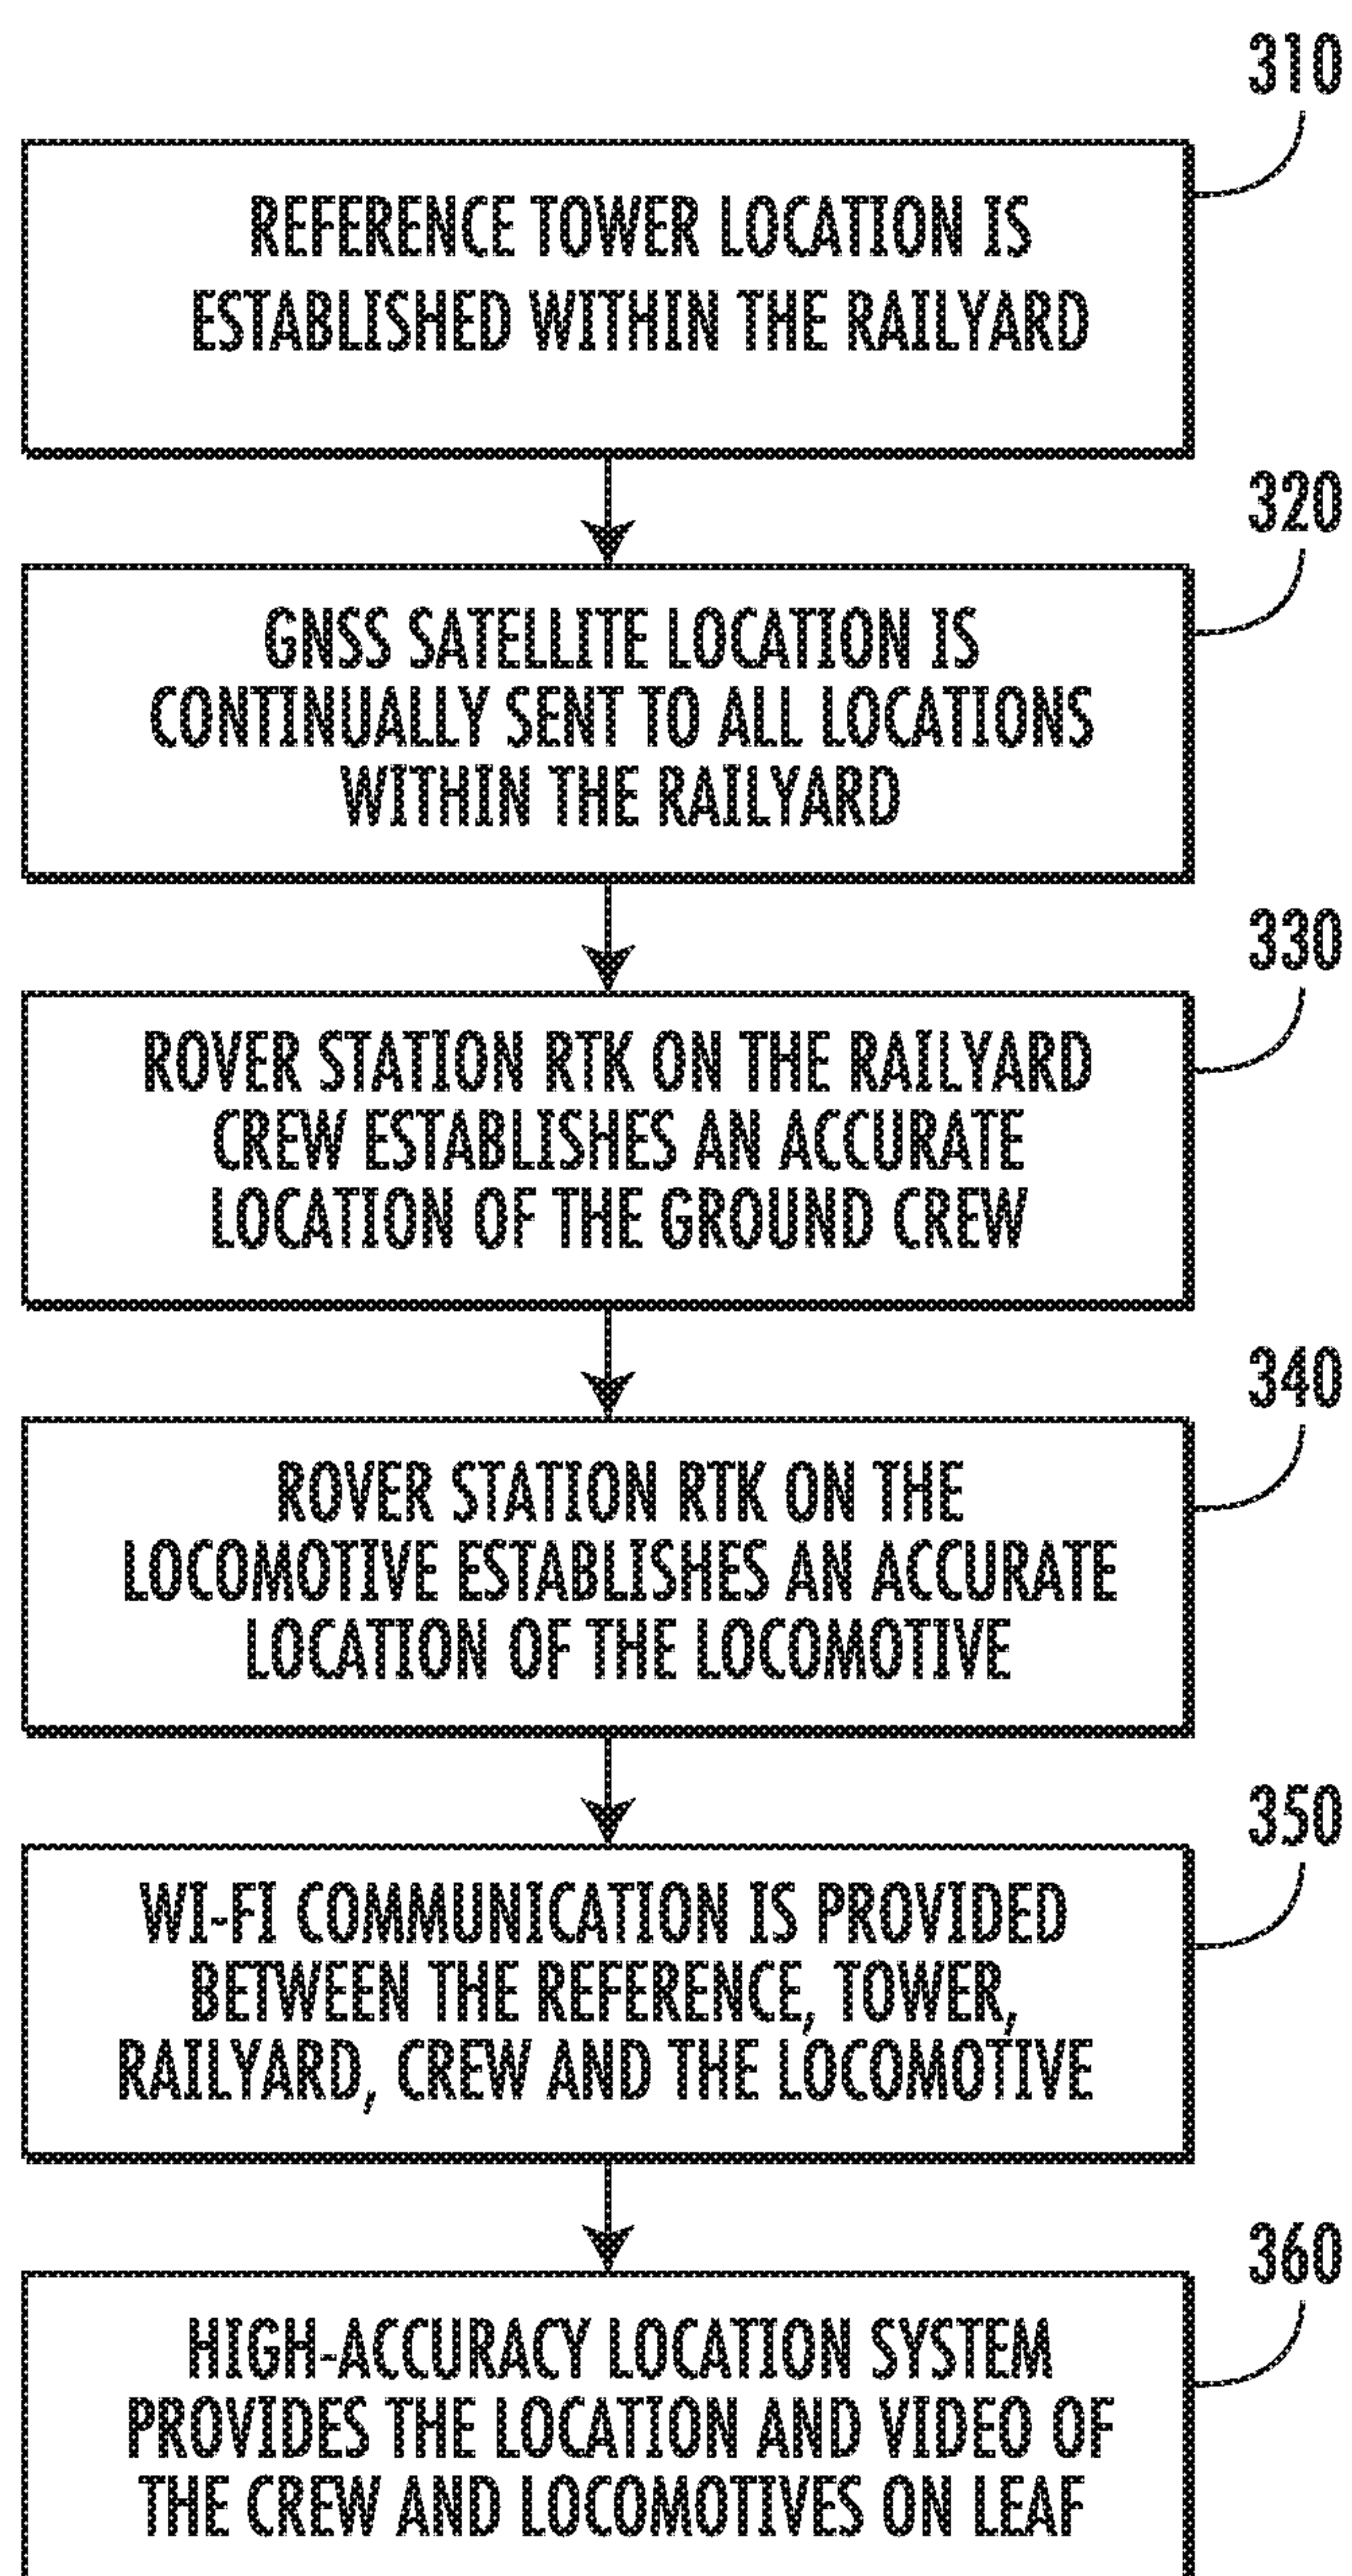 310
REFERENCE TOWER LOCATION IS
ESTABLISHED WITHIN THE RAILYARD
320
GNSS SATELLITE LOCATION IS
CONTINUALLY SENT TO ALL LOCATIONS
WITHIN THE RAILYARD
330
ROVER STATION RTK ON THE RAILYARD
CREW ESTABLISHES AN ACCURATE
LOCATION OF THE GROUND CREW
340
ROVER STATION RTK ON THE
LOCOMOTIVE ESTABLISHES AN ACCURATE
LOCATION OF THE LOCOMOTIVE
350
WI-FI COMMUNICATION IS PROVIDED
BETWEEN THE REFERENCE, TOWER,
RAILYARD, CREW AND THE LOCOMOTIVE
360
HIGH-ACCURACY LOCATION SYSTEM
PROVIDES THE LOCATION AND VIDEO OF
THE CREW AND LOCOMOTIVES ON LEAF